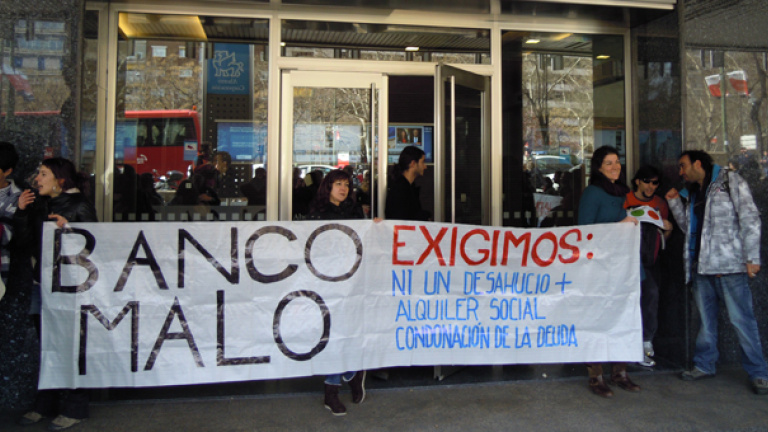 BANCO
MALO
EXIGIMOS:
NI UN DESAHUCIO +
ALQUILER SOCIAL
CONDONACIÓN DE LA DEUDA